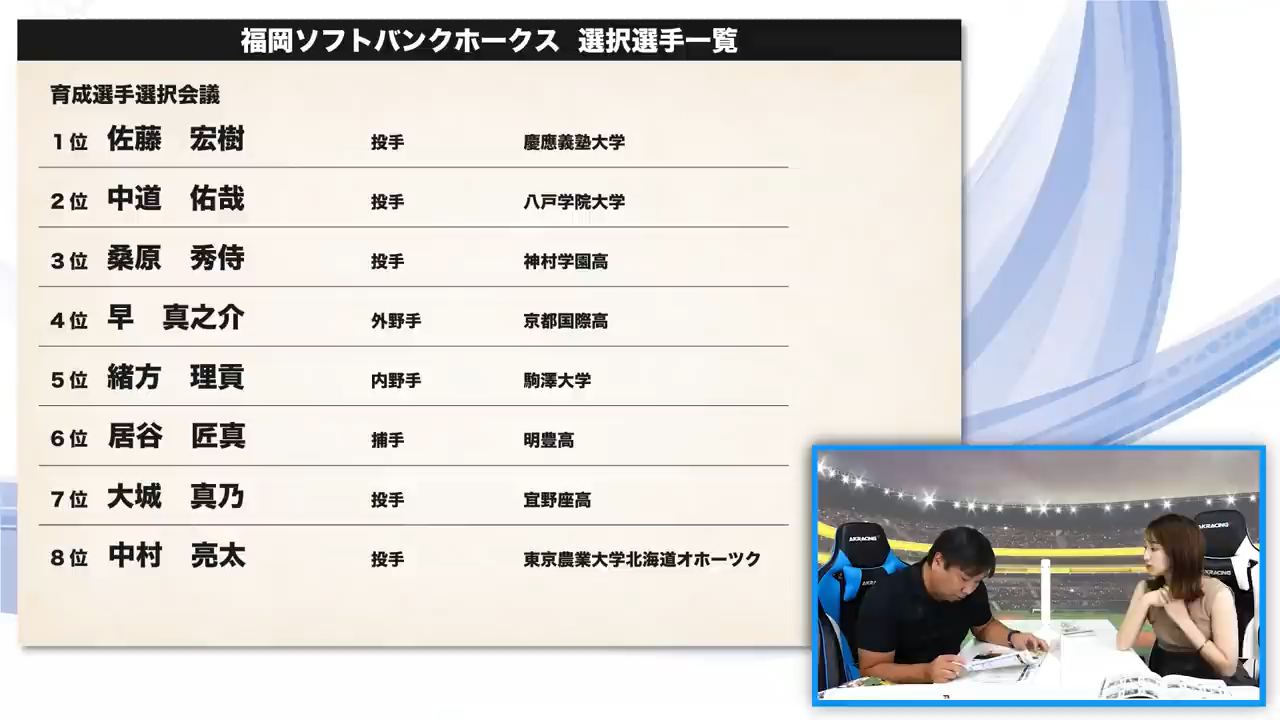 福岡ソフトバンクホークス 選択選手一覧
育成選手選択会議
1位 佐藤 宏樹 投手 慶應義塾大学
2位 中道 佑哉 投手 八戸学院大学
3位 桑原 秀侍 投手 神村学園高
4位 早 真之介 外野手 京都国際高
5位 緒方 理貢 内野手 駒澤大学
6位 居谷 匠真 捕手 明豊高
7位 大城 真乃 投手 宜野座高
8位 中村 亮太 投手 東京農業大学北海道オホーツク
AKRACING
AKRACING
AKRACING